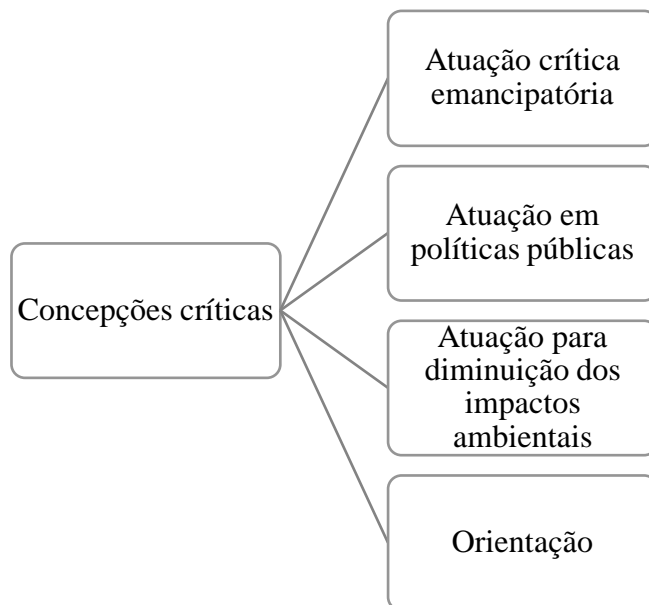 Concepções críticas
Atuação crítica
emancipatória
Atuação em
políticas públicas
Atuação para
diminuição dos
impactos
ambientais
Orientação